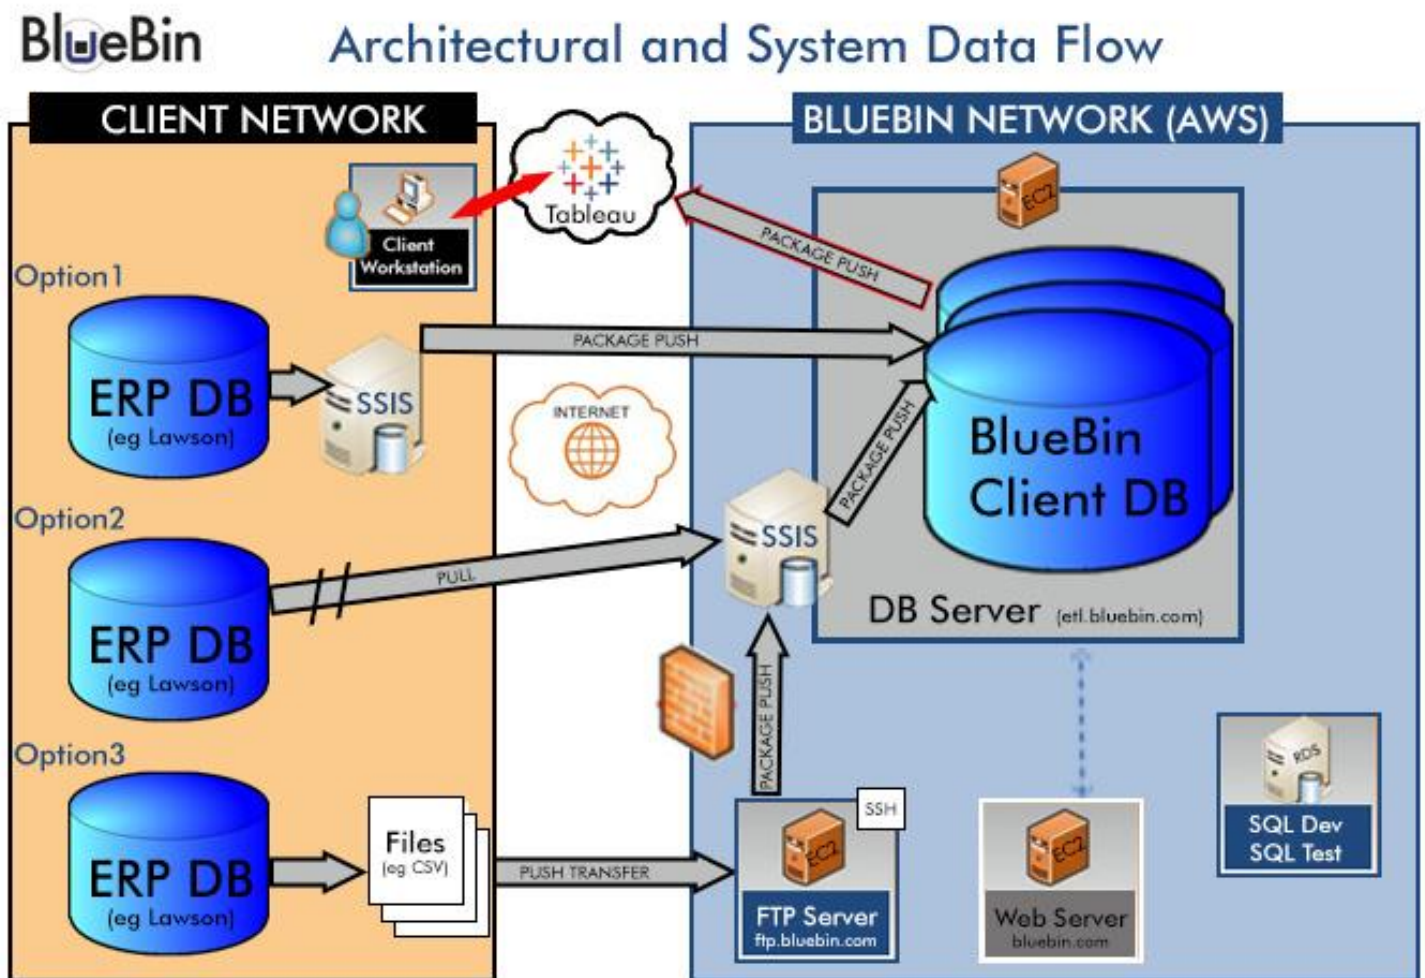 BlueBin
Architectural and System Data Flow
CLIENT NETWORK
BLUEBIN NETWORK (AWS)
Client
Workstation
Tableau
EC2
PACKAGE PUSH
Option1
ERP DB
(eg Lawson)
SSIS
PACKAGE PUSH
INTERNET
PACKAGE PUSH
BlueBin
Client DB
Option2
ERP DB
(eg Lawson)
PULL
SSIS
DB Server (etl.bluebin.com)
PACKAGE PUSH
Option3
ERP DB
(eg Lawson)
Files
(eg CSV)
PUSH TRANSFER
SSH
EC2
FTP Server
ftp.bluebin.com
EC2
Web Server
bluebin.com
RDS
SQL Dev
SQL Test